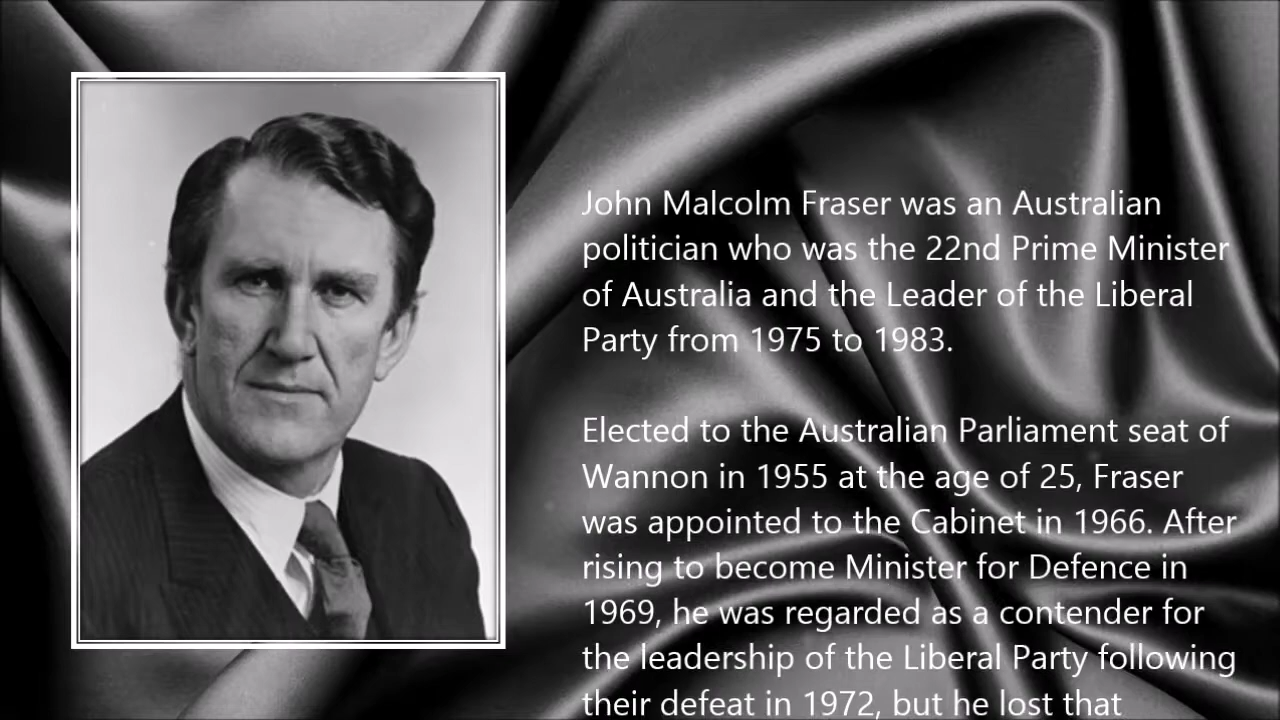 John Malcolm Fraser was an Australian
politician who was the 22nd Prime Minister
of Australia and the Leader of the Liberal
Party from 1975 to 1983.
Elected to the Australian Parliament seat of
Wannon in 1955 at the age of 25, Fraser
was appointed to the Cabinet in 1966. After
rising to become Minister for Defence in
1969, he was regarded as a contender for
the leadership of the Liberal Party following
their defeat in 1972, but he lost that